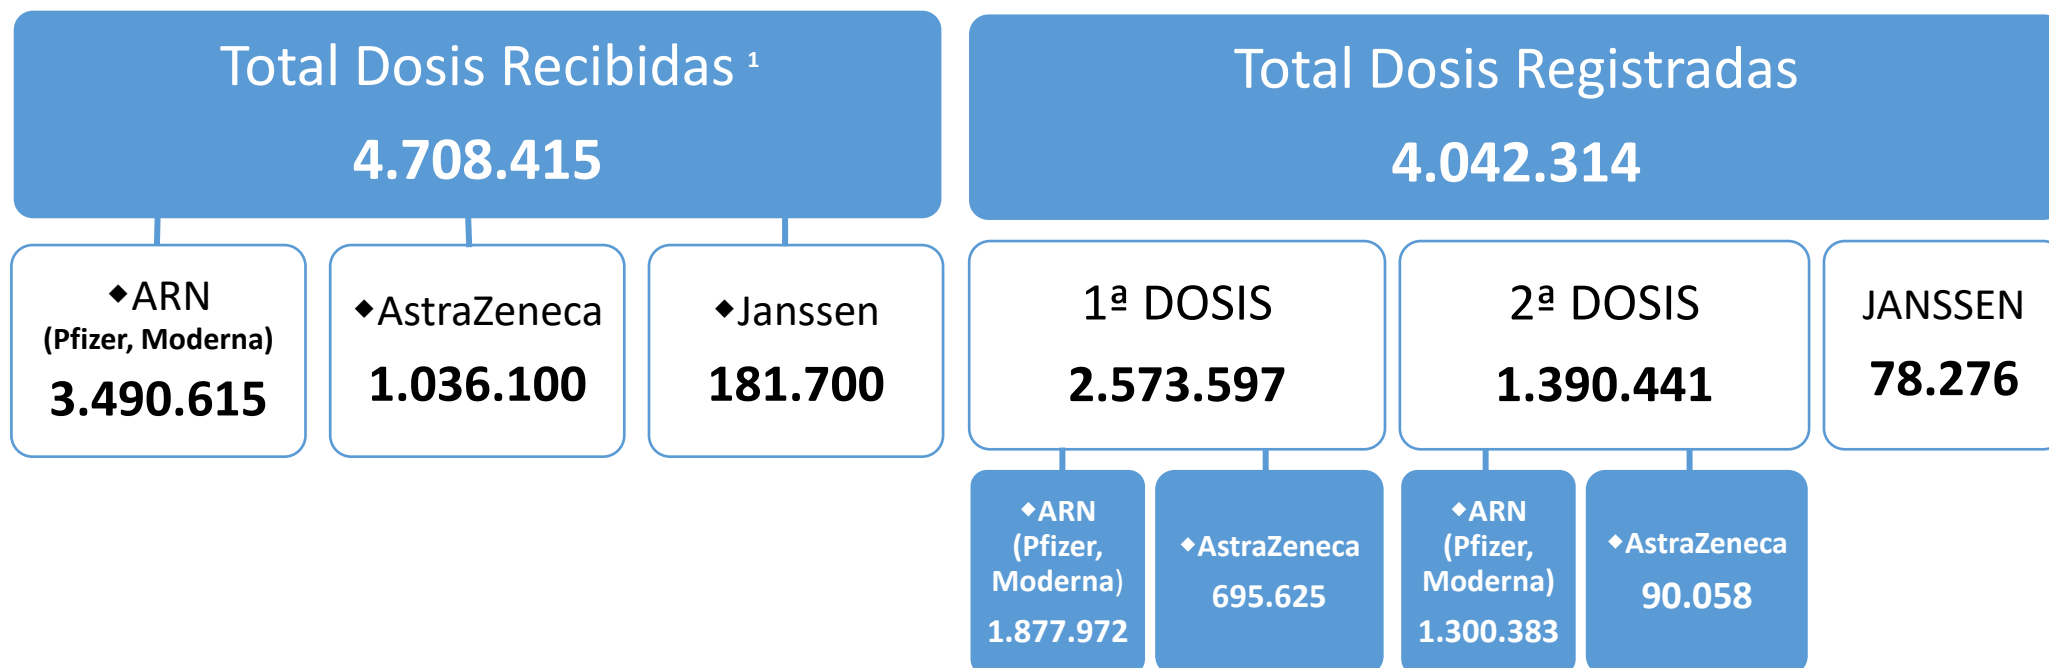 Total Dosis Recibidas ¹
4.708.415
◆ARN
(Pfizer, Moderna)
3.490.615
◆AstraZeneca
1.036.100
◆Janssen
181.700
Total Dosis Registradas
4.042.314
1ª DOSIS
2.573.597
2ª DOSIS
1.390.441
JANSSEN
78.276
◆ARN
(Pfizer,
Moderna)
1.877.972
◆AstraZeneca
695.625
◆ARN
(Pfizer,
Moderna)
1.300.383
◆AstraZeneca
90.058